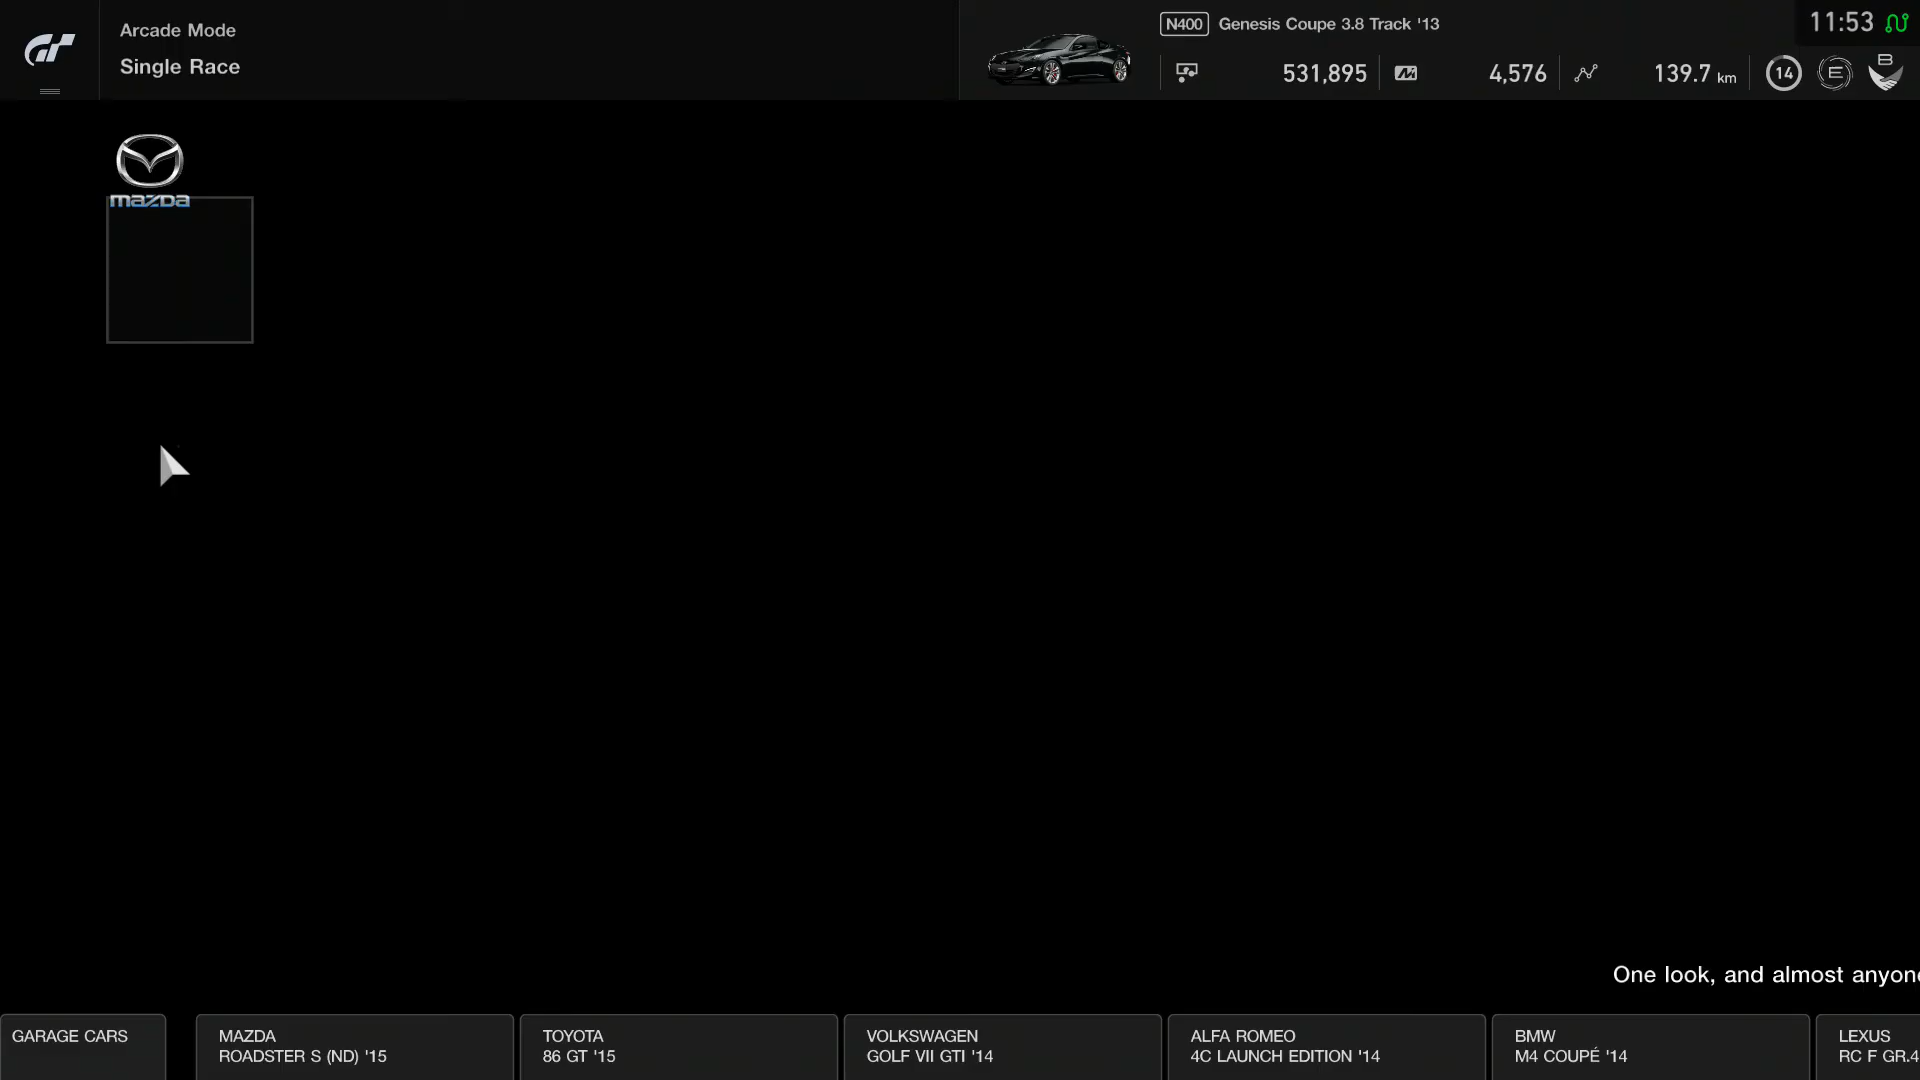 Arcade Mode
Single Race
N400 Genesis Coupe 3.8 Track '13
531,895
4,576
139.7 km
14
E
B
11:53
mazda
One look, and almost anyone
GARAGE CARS
MAZDA
ROADSTER S (ND) '15
TOYOTA
86 GT '15
VOLKSWAGEN
GOLF VII GTI '14
ALFA ROMEO
4C LAUNCH EDITION '14
BMW
M4 COUPÉ '14
LEXUS
RC F GR.4